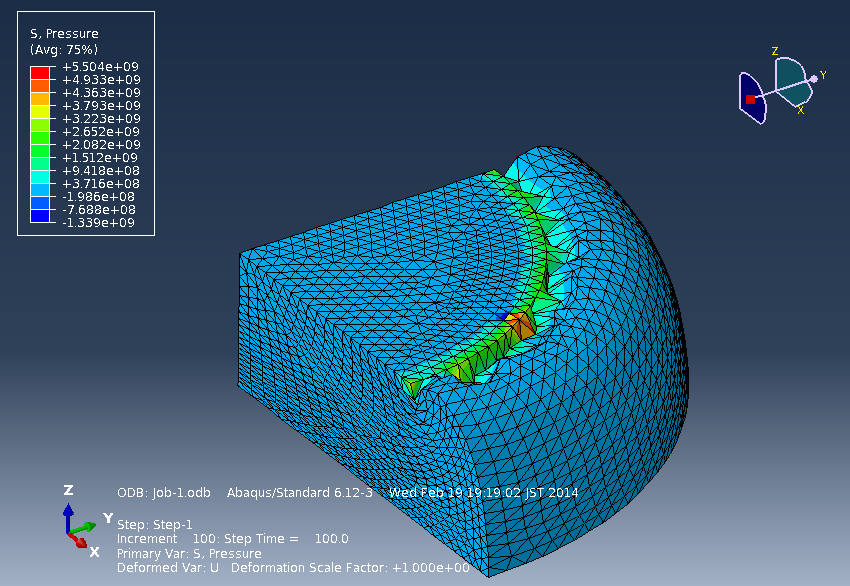 S, Pressure
(Avg: 75%)
+5.504e+09
+4.933e+09
+4.363e+09
+3.793e+09
+3.223e+09
+2.652e+09
+2.082e+09
+1.512e+09
+9.418e+08
+3.716e+08
-1.986e+08
-7.688e+08
-1.339e+09
Z
Y
X
Z
Y
X
ODB: Job-1.odb Abaqus/Standard 6.12-3 Wed Feb 19 19:19:02 JST 2014
Step: Step-1
Increment 100: Step Time = 100.0
Primary Var: S, Pressure
Deformed Var: U Deformation Scale Factor: +1.000e+00